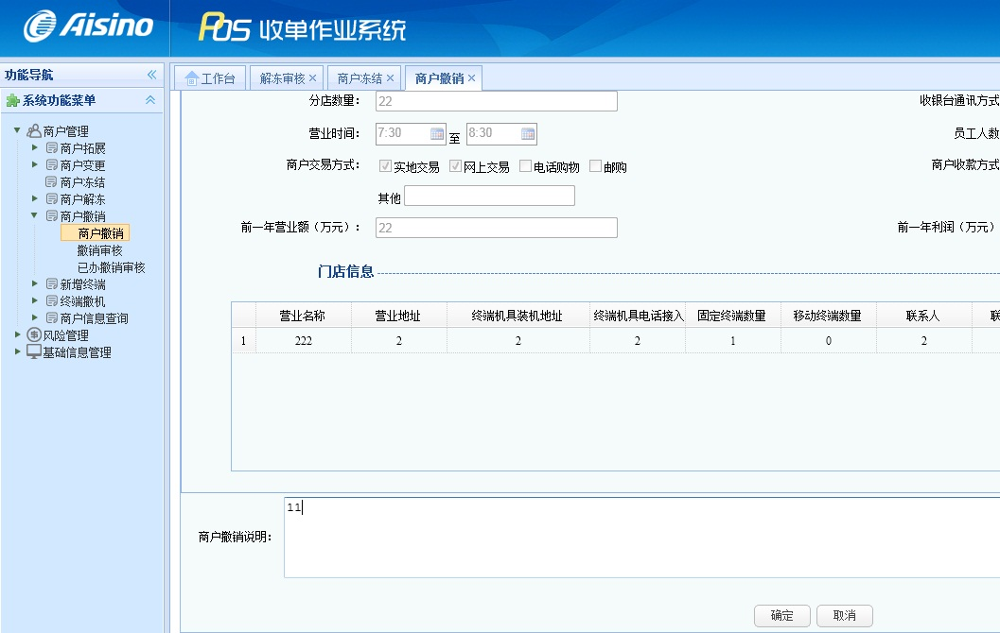 Aisino POS 收单作业系统
功能导航
系统功能菜单
商户管理
商户拓展
商户变更
商户冻结
商户解冻
商户撤销
商户撤销
撤销审核
已办撤销审核
新增终端
终端撤机
商户信息查询
风险管理
基础信息管理
工作台 解冻审核 商户冻结 商户撤销
分店数量： 22 收银台通讯方式
营业时间： 7:30 至 8:30 员工人数
商户交易方式： 实地交易 网上交易 电话购物 邮购 商户收款方式
其他
前一年营业额（万元）： 22 前一年利润（万元）
门店信息
营业名称 营业地址 终端机具装机地址 终端机具电话接入 固定终端数量 移动终端数量 联系人 联
1 222 2 2 2 1 0 2
商户撤销说明： 11
确定 取消